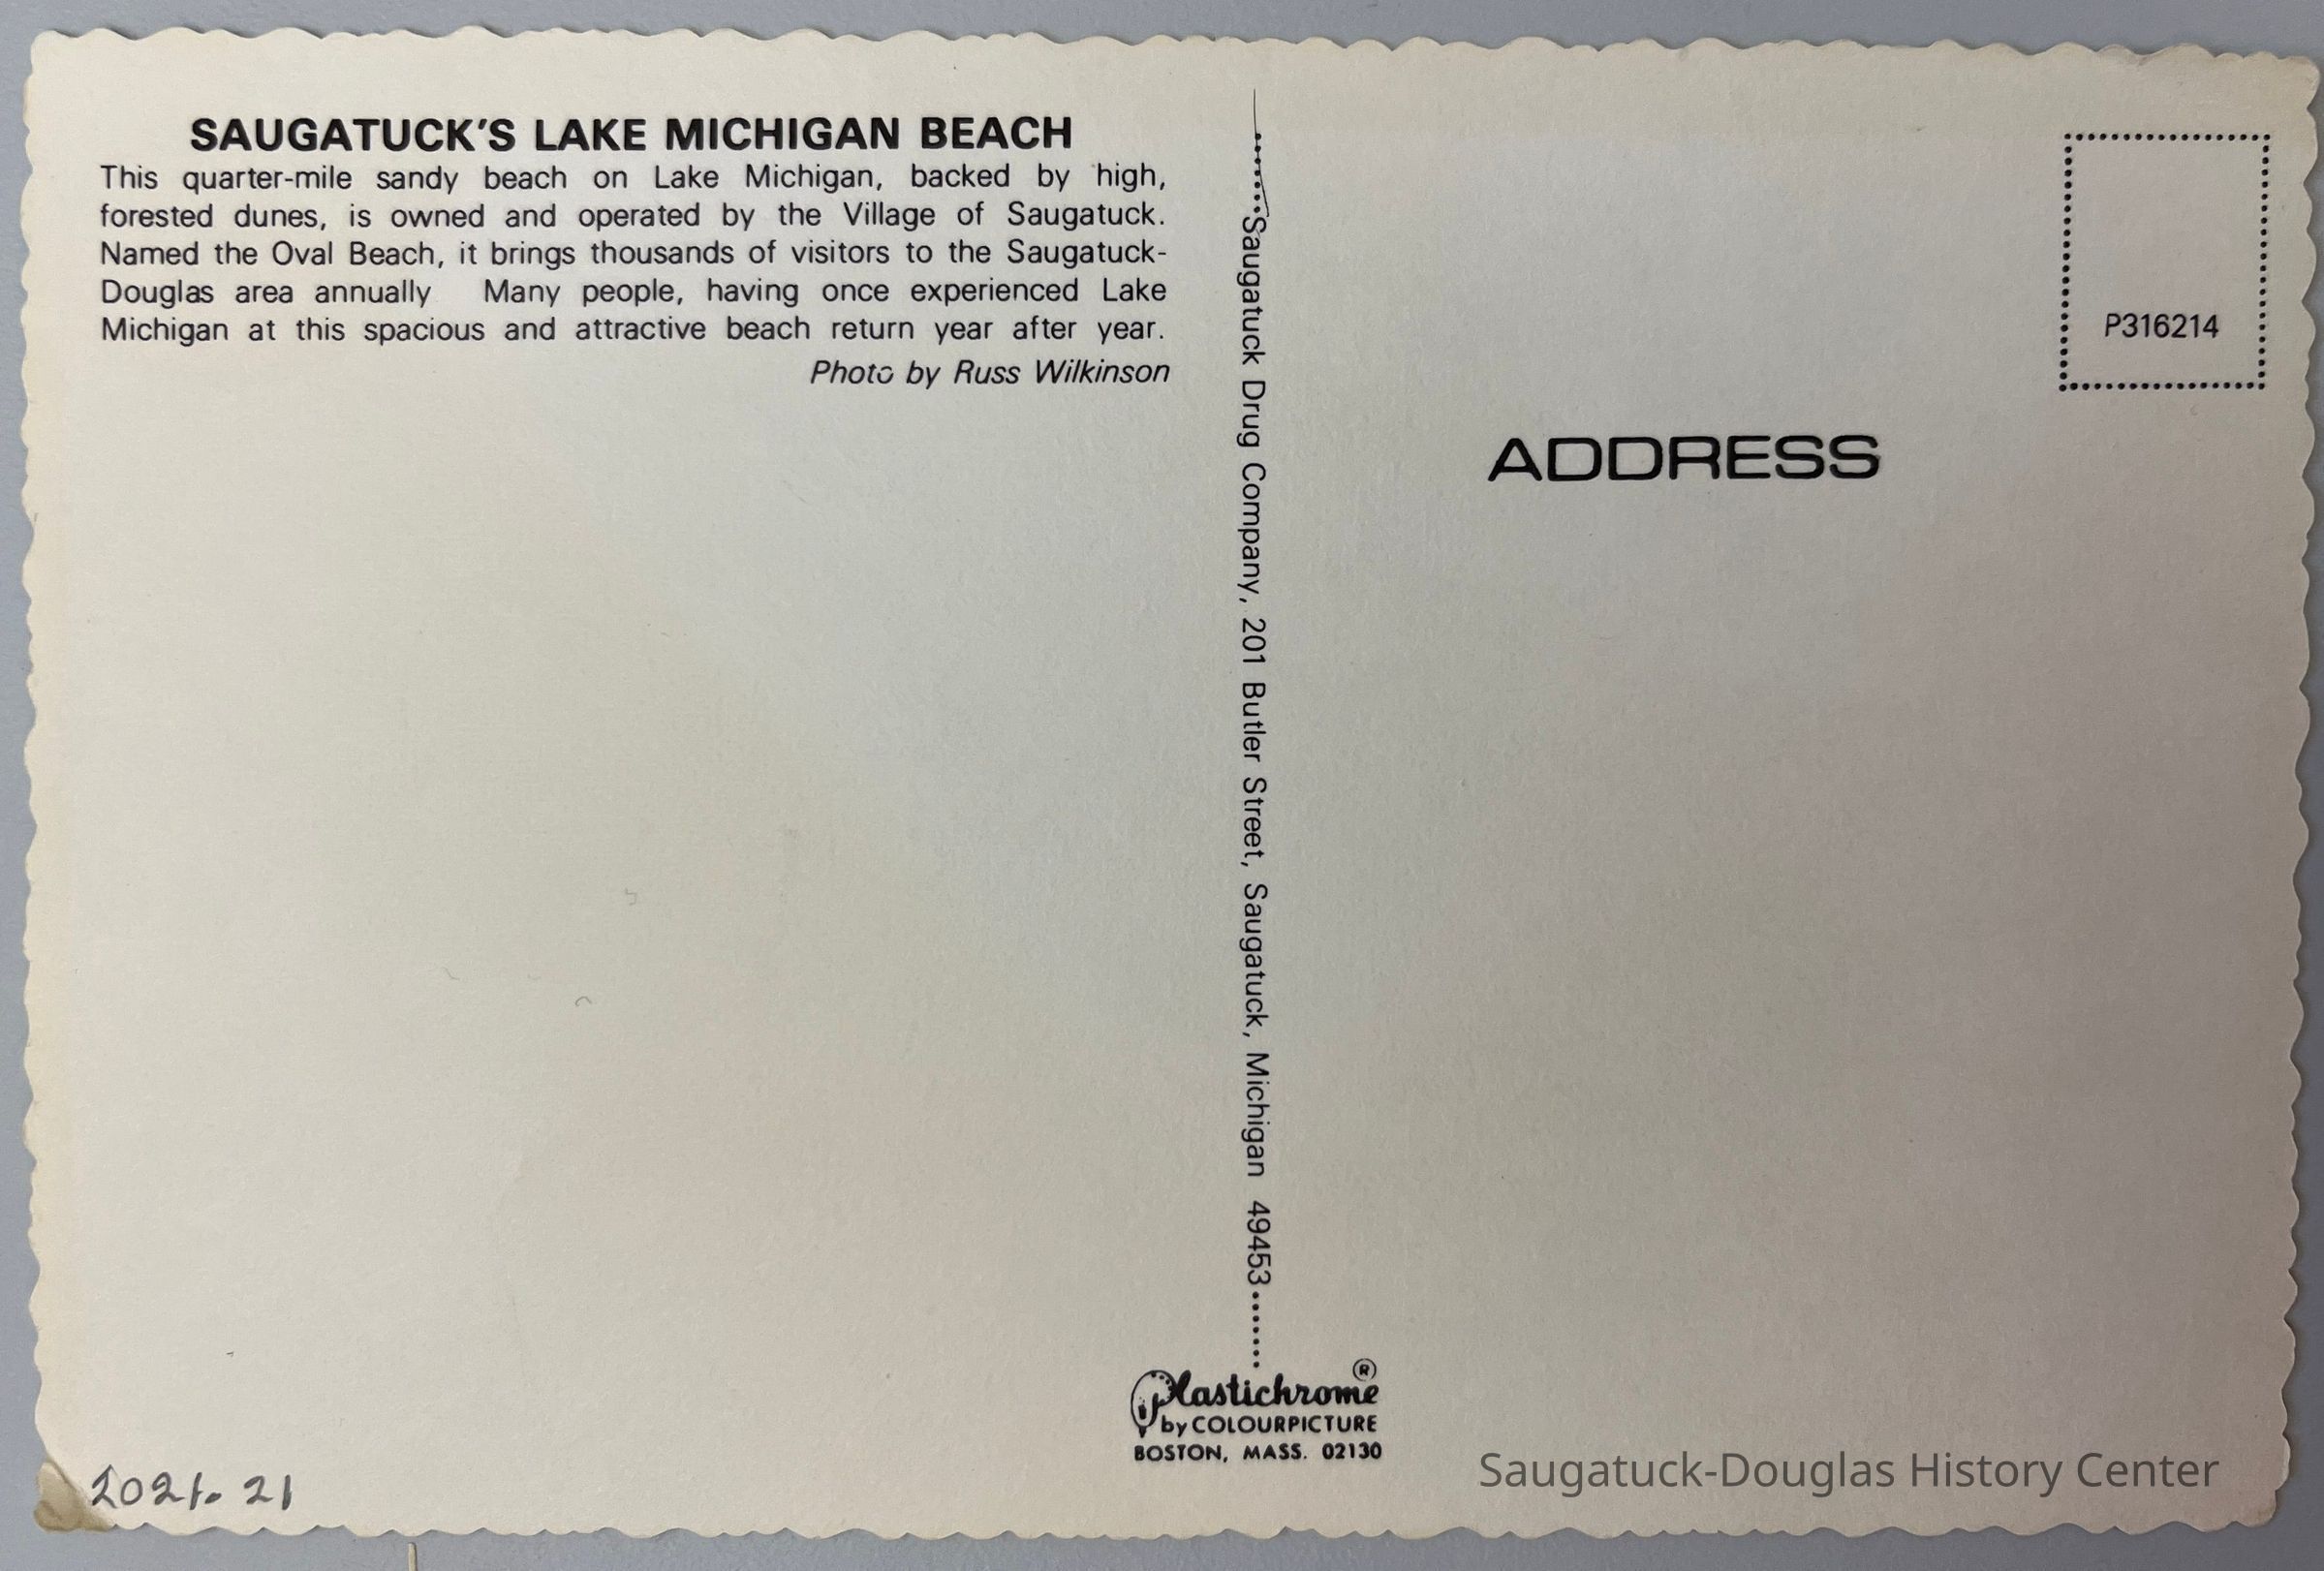 SAUGATUCK'S LAKE MICHIGAN BEACH
This quarter-mile sandy beach on Lake Michigan, backed by high,
forested dunes, is owned and operated by the Village of Saugatuck.
Named the Oval Beach, it brings thousands of visitors to the Saugatuck-
Douglas area annually Many people, having once experienced Lake
Michigan at this spacious and attractive beach return year after year.
Photo by Russ Wilkinson
Saugatuck Drug Company, 201 Butler Street, Saugatuck, Michigan 49453
P316214
ADDRESS
Plastichrome ®
by COLOURPICTURE
BOSTON, MASS. 02130
2021.21
Saugatuck-Douglas History Center